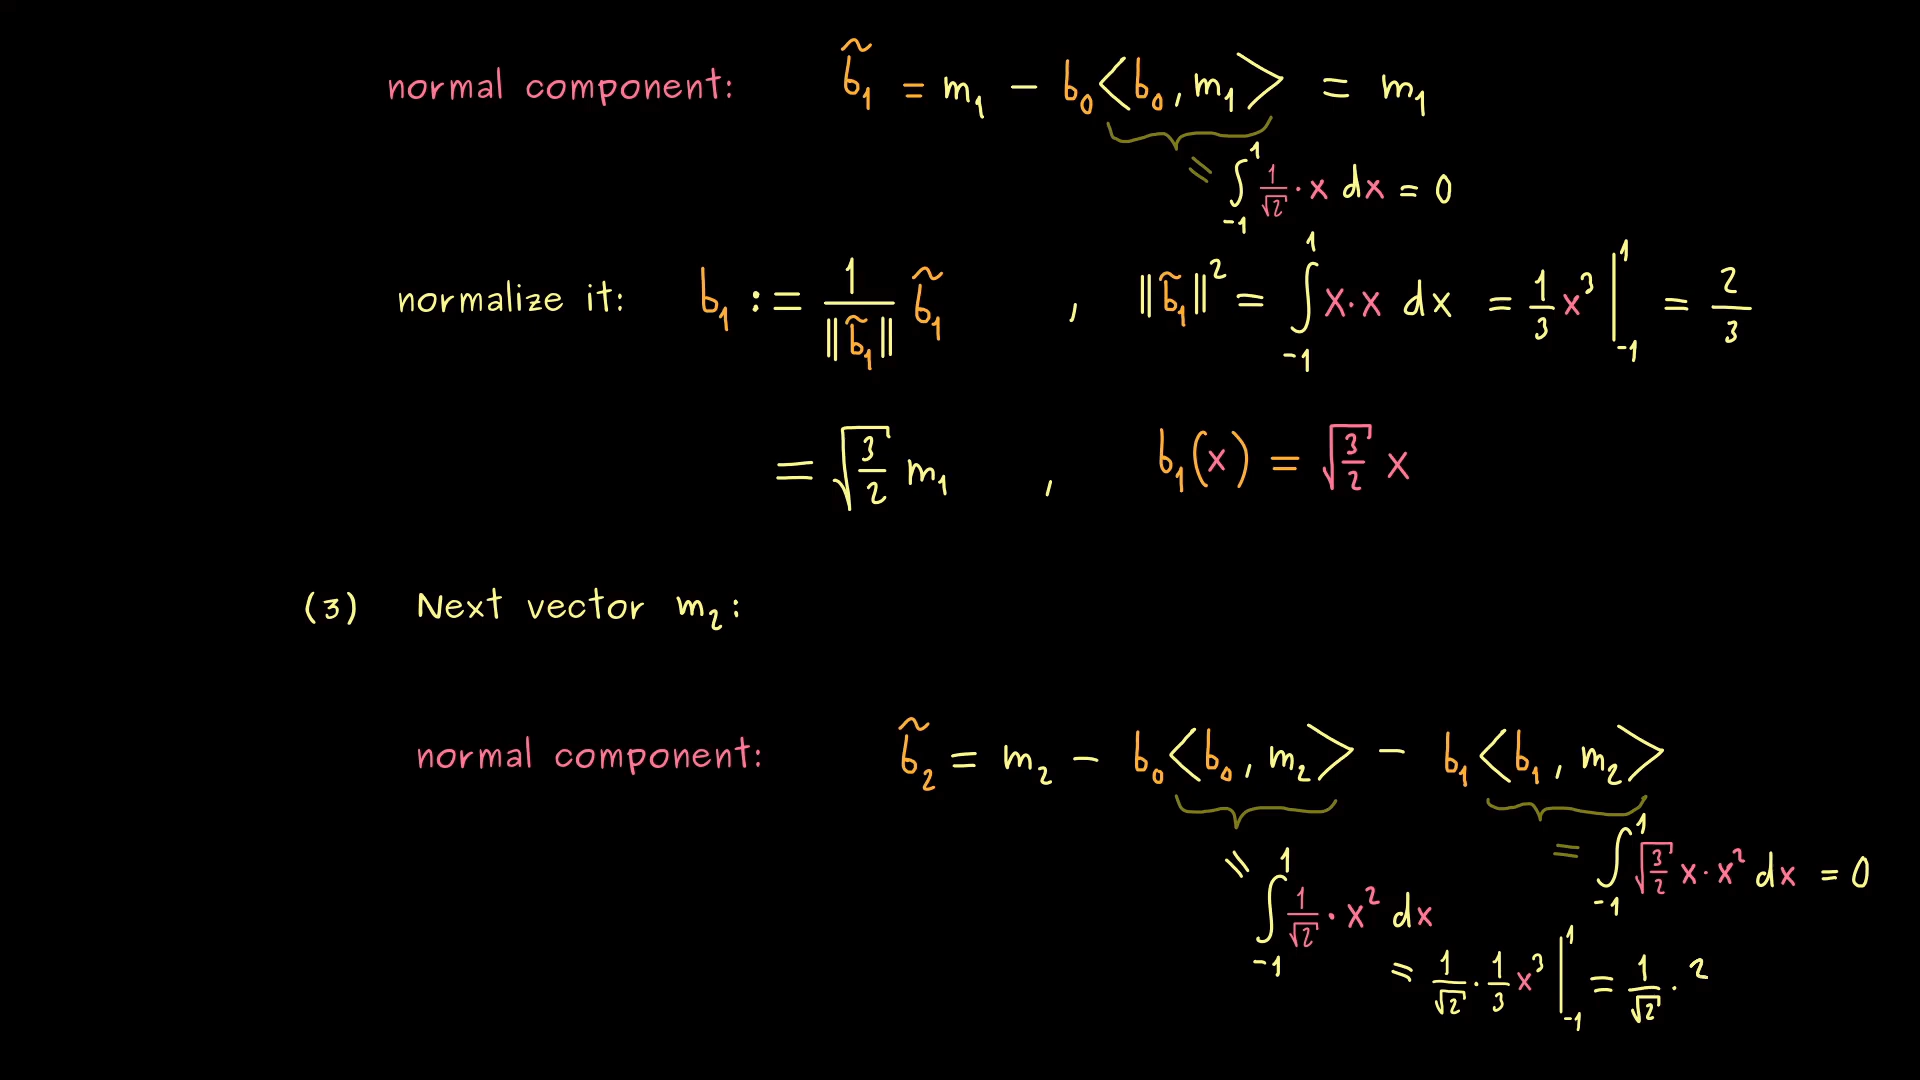 normal component: b̃₁ = m₁ − b₀⟨b₀, m₁⟩ = m₁
= ∫₋₁¹ 1/√2 · x dx = 0
normalize it: b₁ := 1/‖b̃₁‖ b̃₁ , ‖b̃₁‖² = ∫₋₁¹ x·x dx = 1/3 x³ |₋₁¹ = 2/3
= √(3/2) m₁ , b₁(x) = √(3/2) x
(3) Next vector m₂:
normal component: b̃₂ = m₂ − b₀⟨b₀, m₂⟩ − b₁⟨b₁, m₂⟩
= ∫₋₁¹ √(3/2) x · x² dx = 0
= ∫₋₁¹ 1/√2 · x² dx
= 1/√2 · 1/3 x³ |₋₁¹ = 1/√2 · 2